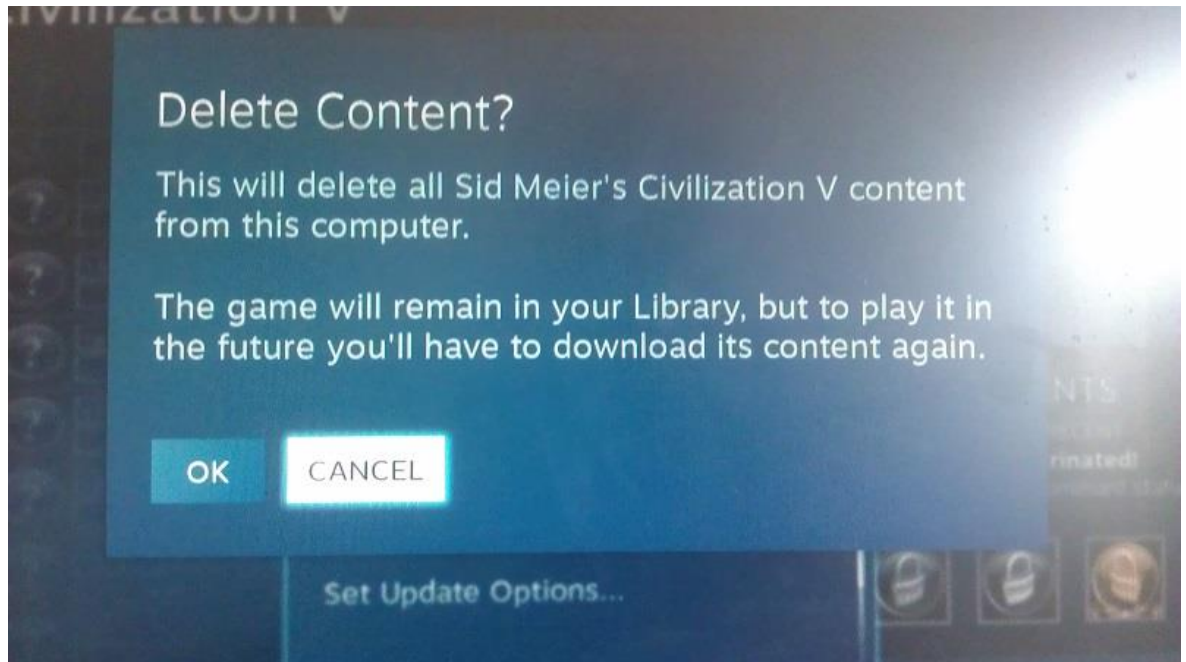 Civilization V
Delete Content?
This will delete all Sid Meier's Civilization V content
from this computer.
The game will remain in your Library, but to play it in
the future you'll have to download its content again.
OK
CANCEL
NTS
rinated!
Set Update Options...